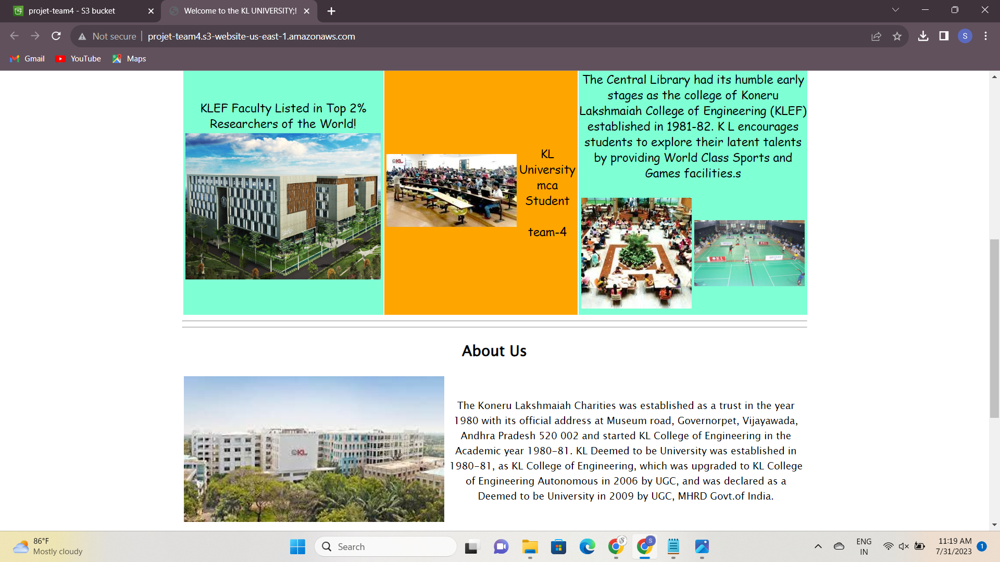 projet-team4 - S3 bucket
Welcome to the KL UNIVERSITY;!
Not secure
projet-team4.s3-website-us-east-1.amazonaws.com
S
Gmail
YouTube
Maps
KLEF Faculty Listed in Top 2%
Researchers of the World!
KL
KL
University
mca
Student
team-4
The Central Library had its humble early
stages as the college of Koneru
Lakshmaiah College of Engineering (KLEF)
established in 1981-82. K L encourages
students to explore their latent talents
by providing World Class Sports and
Games facilities.s
KL
KL
About Us
KL
The Koneru Lakshmaiah Charities was established as a trust in the year
1980 with its official address at Museum road, Governorpet, Vijayawada,
Andhra Pradesh 520 002 and started KL College of Engineering in the
Academic year 1980-81. KL Deemed to be University was established in
1980-81, as KL College of Engineering, which was upgraded to KL College
of Engineering Autonomous in 2006 by UGC, and was declared as a
Deemed to be University in 2009 by UGC, MHRD Govt.of India.
86°F
Mostly cloudy
Search
S
ENG
IN
11:19 AM
7/31/2023
1